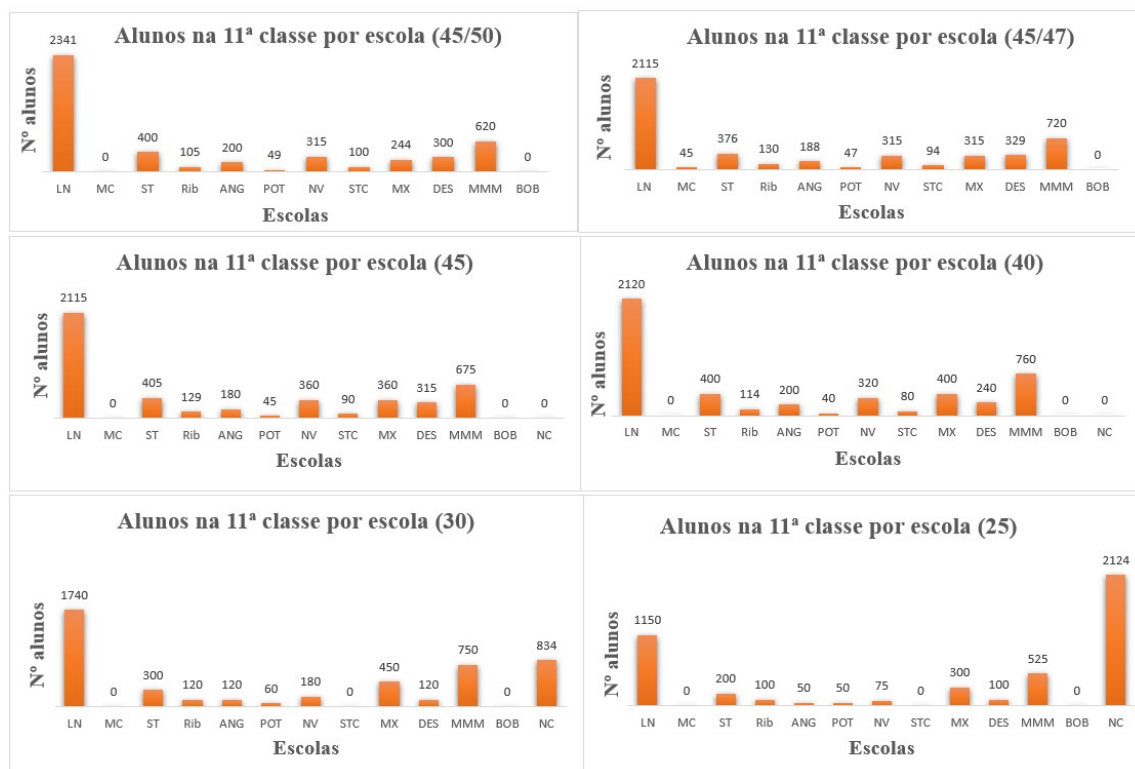 Alunos na 11ª classe por escola (45/50)
Nº alunos
2341 0 400 105 200 49 315 100 244 300 620 0
LN MC ST Rib ANG POT NV STC MX DES MMM BOB
Escolas
Alunos na 11ª classe por escola (45/47)
Nº alunos
2115 45 376 130 188 47 315 94 315 329 720 0
LN MC ST Rib ANG POT NV STC MX DES MMM BOB
Escolas
Alunos na 11ª classe por escola (45)
Nº alunos
2115 0 405 129 180 45 360 90 360 315 675 0 0
LN MC ST Rib ANG POT NV STC MX DES MMM BOB NC
Escolas
Alunos na 11ª classe por escola (40)
Nº alunos
2120 0 400 114 200 40 320 80 400 240 760 0 0
LN MC ST Rib ANG POT NV STC MX DES MMM BOB NC
Escolas
Alunos na 11ª classe por escola (30)
Nº alunos
1740 0 300 120 120 60 180 0 450 120 750 0 834
LN MC ST Rib ANG POT NV STC MX DES MMM BOB NC
Escolas
Alunos na 11ª classe por escola (25)
Nº alunos
1150 0 200 100 50 50 75 0 300 100 525 0 2124
LN MC ST Rib ANG POT NV STC MX DES MMM BOB NC
Escolas